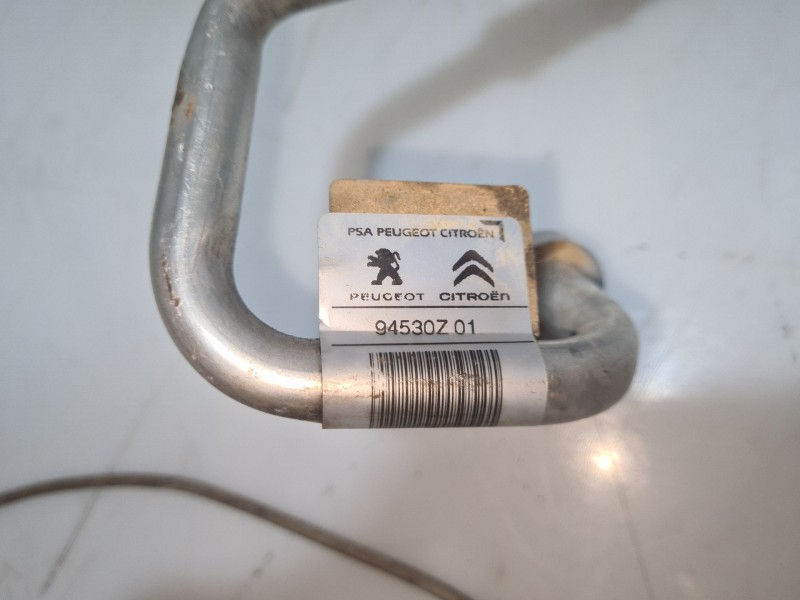 PSA PEUGEOT CITROËN
PEUGEOT CITROËN
94530Z 01